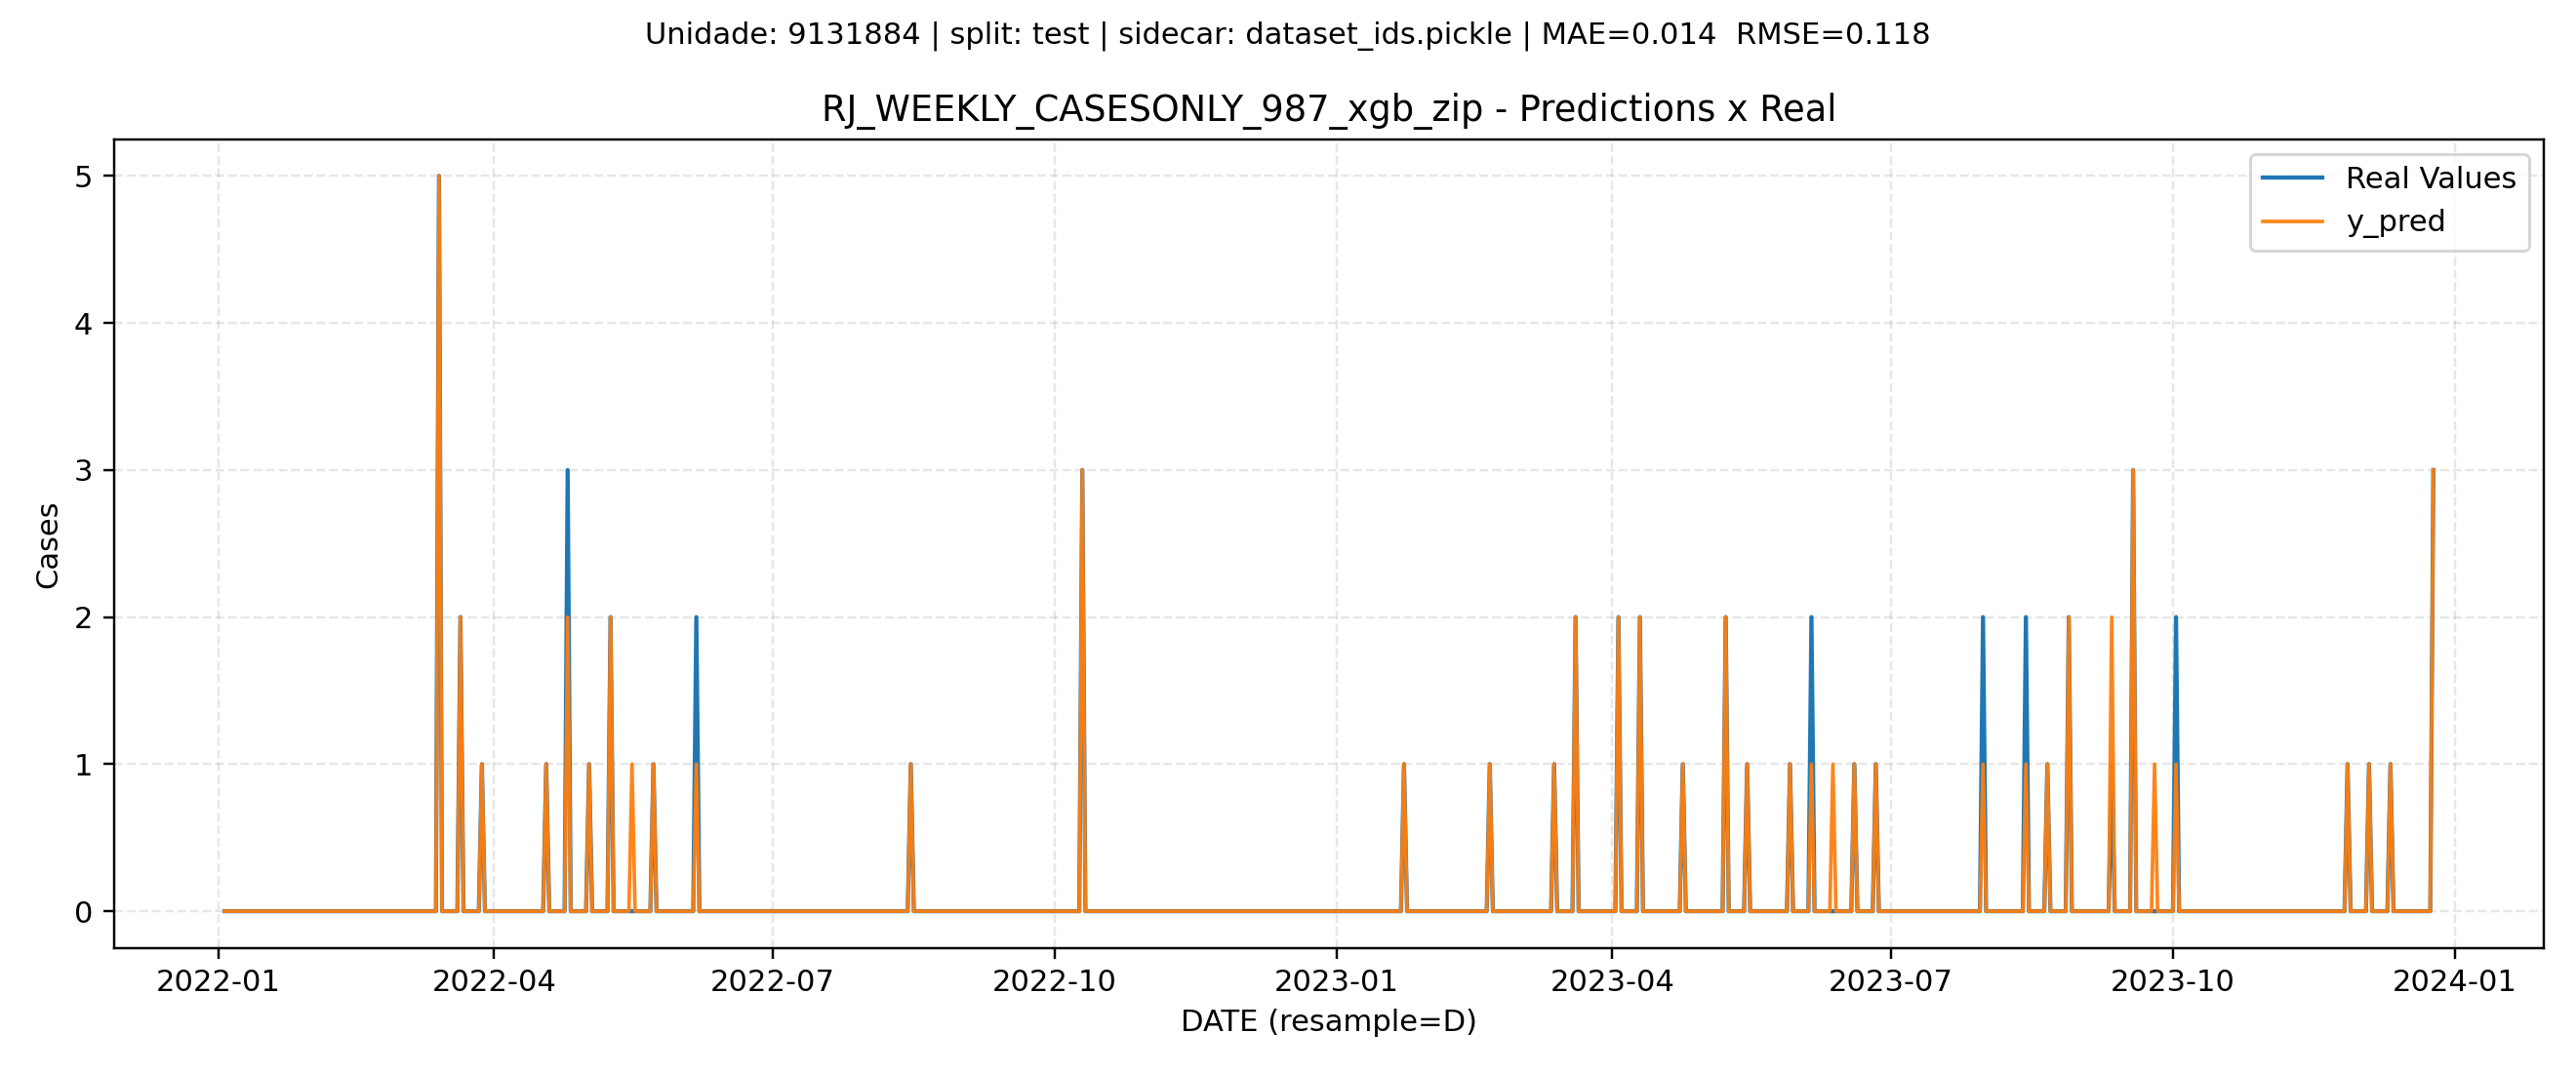 Unidade: 9131884 | split: test | sidecar: dataset_ids.pickle | MAE=0.014  RMSE=0.118
RJ_WEEKLY_CASESONLY_987_xgb_zip - Predictions x Real
Real Values
y_pred
5
4
3
2
1
0
Cases
2022-01
2022-04
2022-07
2022-10
2023-01
2023-04
2023-07
2023-10
2024-01
DATE (resample=D)